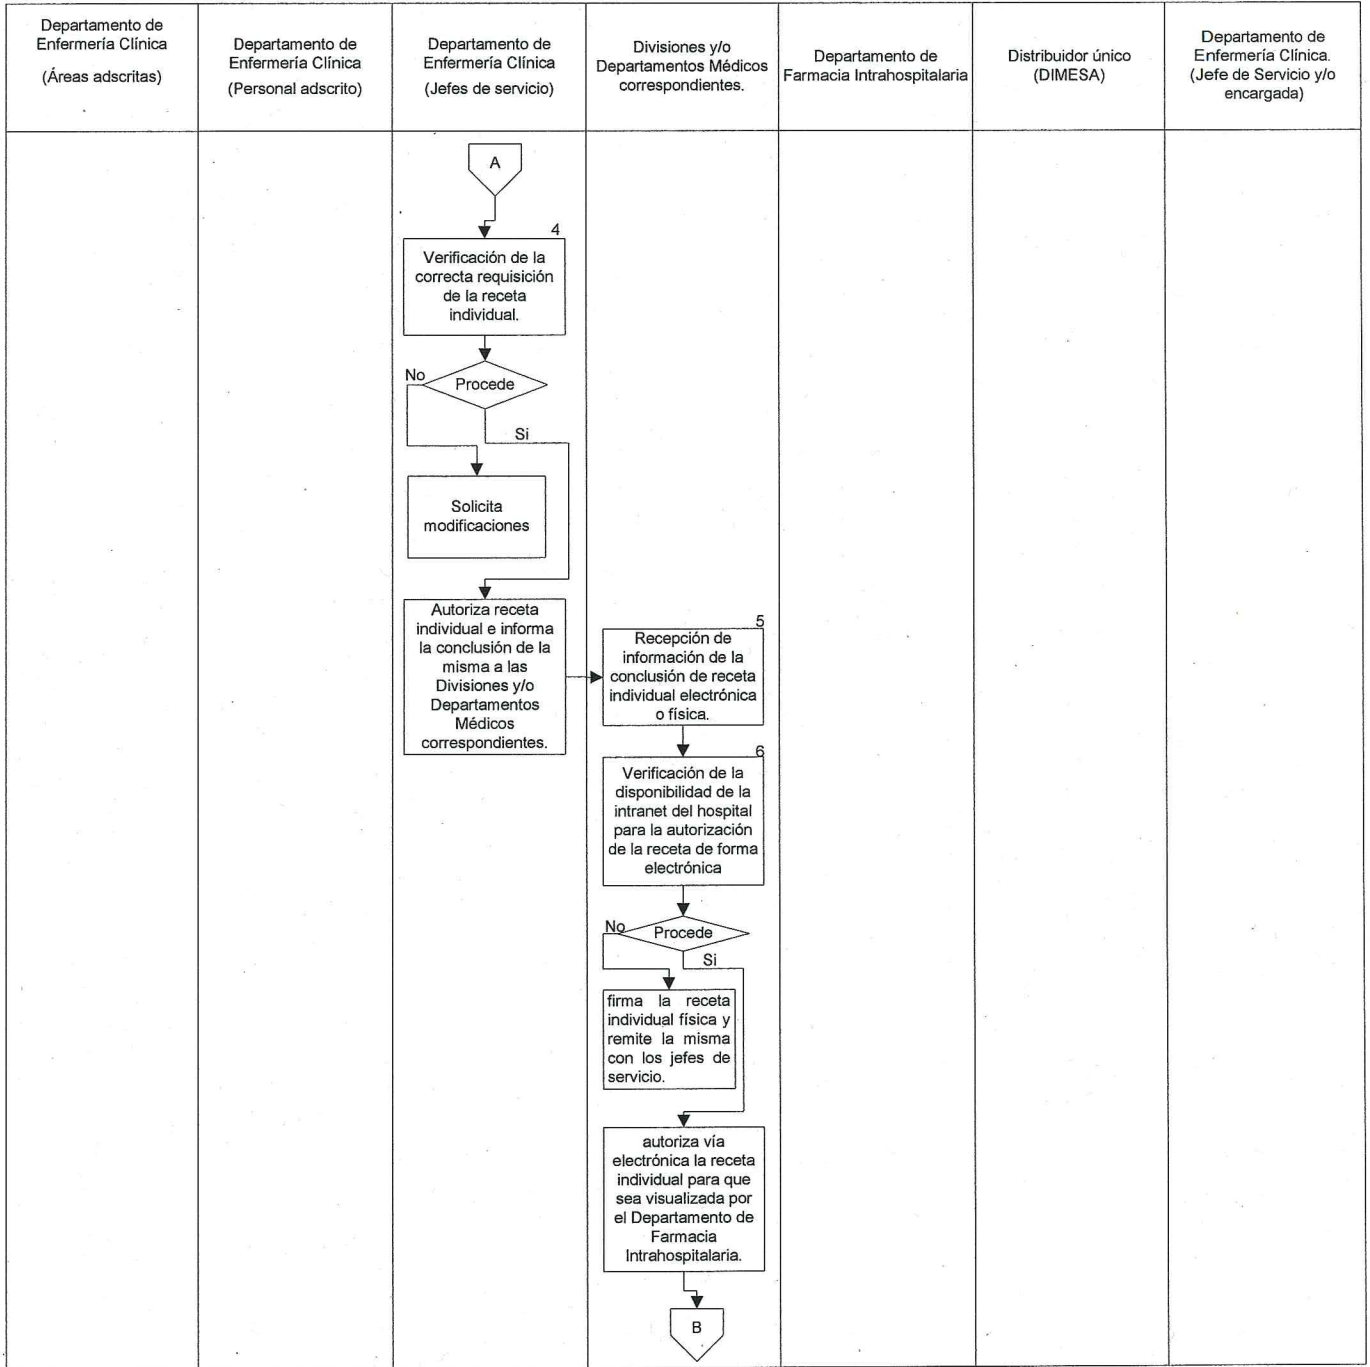 Departamento de
Enfermería Clínica
(Áreas adscritas)
Departamento de
Enfermería Clínica
(Personal adscrito)
Departamento de
Enfermería Clínica
(Jefes de servicio)
Divisiones y/o
Departamentos Médicos
correspondientes.
Departamento de
Farmacia Intrahospitalaria
Distribuidor único
(DIMESA)
Departamento de
Enfermería Clínica.
(Jefe de Servicio y/o
encargada)
A
4
Verificación de la
correcta requisición
de la receta
individual.
No
Procede
Si
Solicita
modificaciones
Autoriza receta
individual e informa
la conclusión de la
misma a las
Divisiones y/o
Departamentos
Médicos
correspondientes.
5
Recepción de
información de la
conclusión de receta
individual electrónica
o física.
6
Verificación de la
disponibilidad de la
intranet del hospital
para la autorización
de la receta de forma
electrónica
No
Procede
Si
firma la receta
individual física y
remite la misma
con los jefes de
servicio.
autoriza vía
electrónica la receta
individual para que
sea visualizada por
el Departamento de
Farmacia
Intrahospitalaria.
B